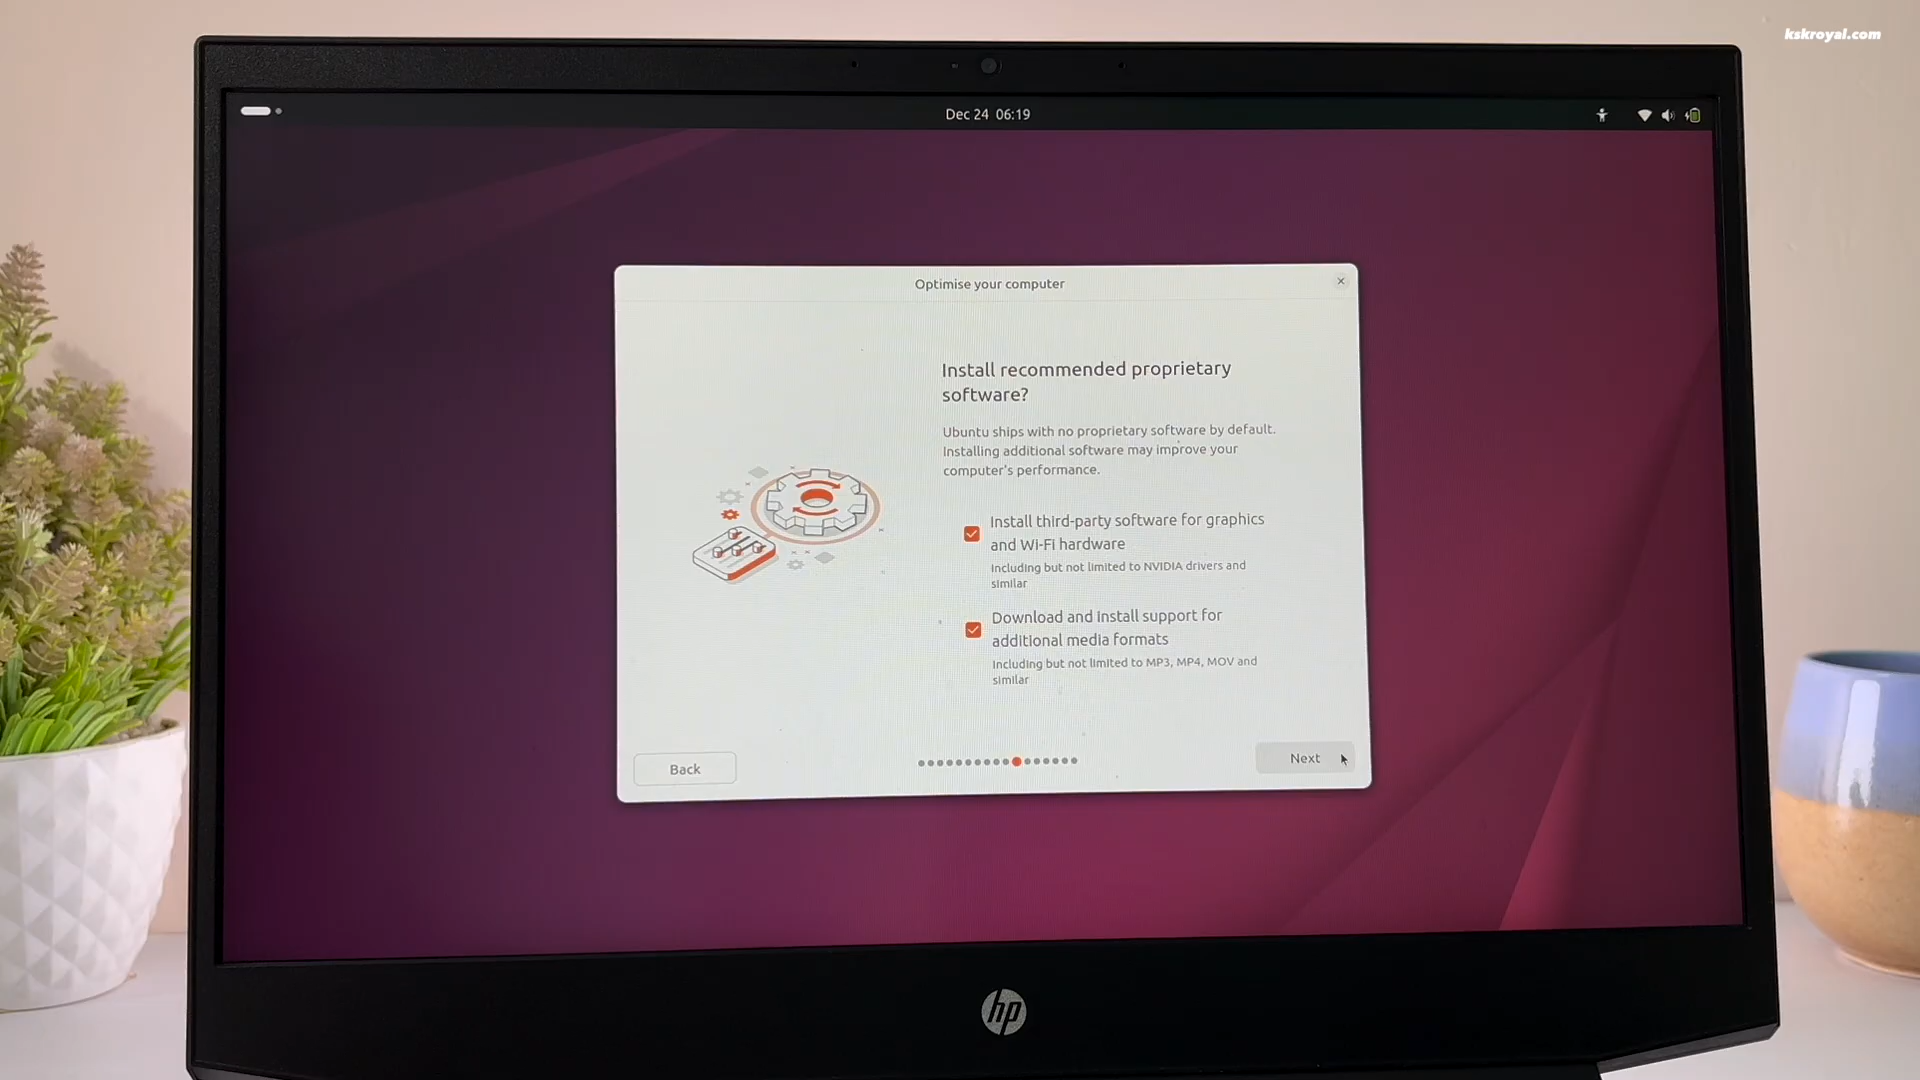 kskroyal.com
Dec 24 06:19
Optimise your computer
Install recommended proprietary
software?
Ubuntu ships with no proprietary software by default.
Installing additional software may improve your
computer's performance.
Install third-party software for graphics
and Wi-Fi hardware
Including but not limited to NVIDIA drivers and
similar
Download and install support for
additional media formats
Including but not limited to MP3, MP4, MOV and
similar
Back
Next
hp